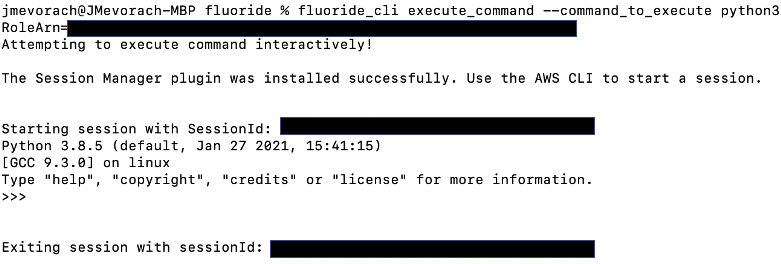 jmevorach@JMevorach-MBP fluoride % fluoride_cli execute_command --command_to_execute python3
RoleArn=
Attempting to execute command interactively!
The Session Manager plugin was installed successfully. Use the AWS CLI to start a session.
Starting session with SessionId:
Python 3.8.5 (default, Jan 27 2021, 15:41:15)
[GCC 9.3.0] on linux
Type "help", "copyright", "credits" or "license" for more information.
>>>
Exiting session with sessionId: